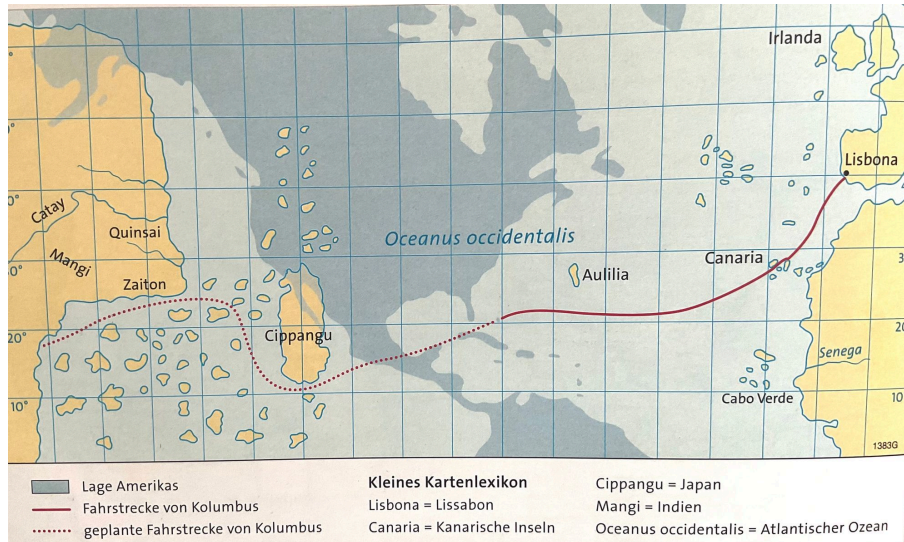 Irlanda
Lisbona
Catay
Quinsai
Oceanus occidentalis
Mangi
Canaria
Aulilia
Zaiton
20°
Cippangu
20
Senega
10°
Cabo Verde
10
1383G
Lage Amerikas
Fahrstrecke von Kolumbus
geplante Fahrstrecke von Kolumbus
Kleines Kartenlexikon
Lisbona = Lissabon
Canaria = Kanarische Inseln
Cippangu = Japan
Mangi = Indien
Oceanus occidentalis = Atlantischer Ozean